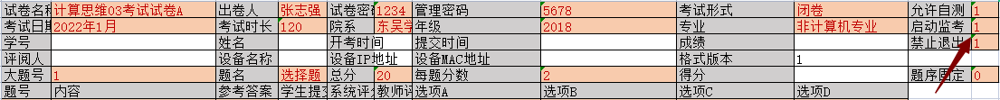 试卷名称 计算思维03考试试卷A 出卷人 张志强 试卷密 1234 管理密码 5678 考试形式 闭卷 允许自测 1
考试日期 2022年1月 考试时长 120 院系 东吴学 年级 2018 专业 非计算机专业 启动监考 1
学号 姓名 开考时间 提交时间 成绩 禁止退出 1
评阅人 设备名称 设备IP地址 设备MAC地址 格式版本 1
大题号 1 题名 选择题 总分 20 每题分数 2 得分 题序固定 0
题号 内容 参考答案 学生提交 系统评分 教师评 选项A 选项B 选项C 选项D